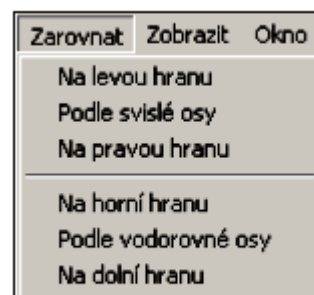 Zarovnat Zobrazit Okno
Na levou hranu
Podle svislé osy
Na pravou hranu
Na horní hranu
Podle vodorovné osy
Na dolní hranu